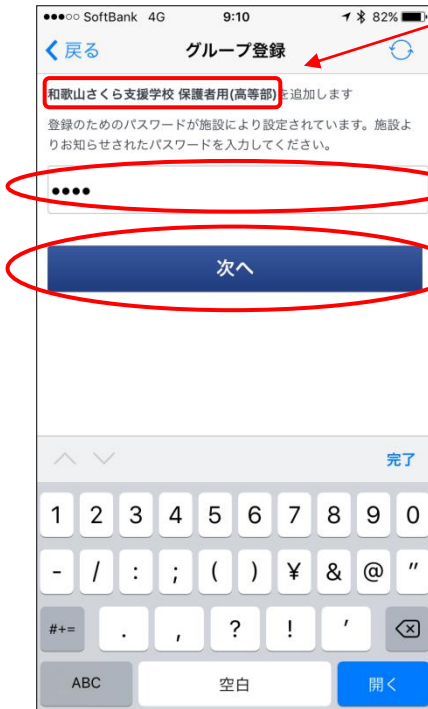 ●●●○○ SoftBank 4G 9:10 82%
戻る グループ登録
和歌山さくら支援学校 保護者用(高等部)を追加します
登録のためのパスワードが施設により設定されています。施設よ
りお知らせされたパスワードを入力してください。
●●●●
次へ
完了
1 2 3 4 5 6 7 8 9 0
- / : ; ( ) ¥ & @ "
#+= . , ? ! ′
ABC 空白 開く